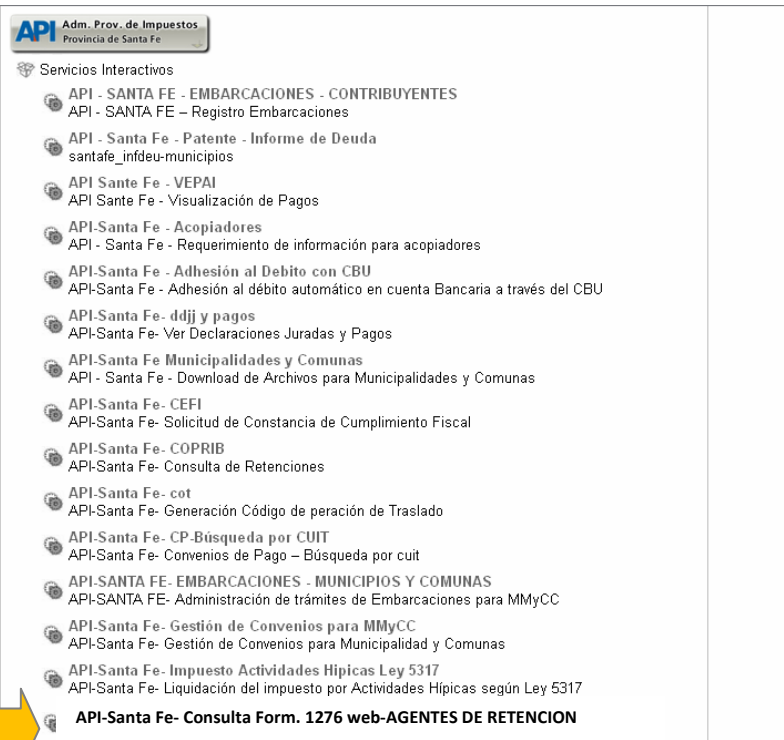 API Adm. Prov. de Impuestos
Provincia de Santa Fe
Servicios Interactivos
API - SANTA FE - EMBARCACIONES - CONTRIBUYENTES
API - SANTA FE – Registro Embarcaciones
API - Santa Fe - Patente - Informe de Deuda
santafe_infdeu-municipios
API Sante Fe - VEPAI
API Sante Fe - Visualización de Pagos
API-Santa Fe - Acopiadores
API - Santa Fe - Requerimiento de información para acopiadores
API-Santa Fe - Adhesión al Debito con CBU
API-Santa Fe - Adhesión al débito automático en cuenta Bancaria a través del CBU
API-Santa Fe- ddjj y pagos
API-Santa Fe- Ver Declaraciones Juradas y Pagos
API-Santa Fe Municipalidades y Comunas
API - Santa Fe - Download de Archivos para Municipalidades y Comunas
API-Santa Fe- CEFI
API-Santa Fe- Solicitud de Constancia de Cumplimiento Fiscal
API-Santa Fe- COPRIB
API-Santa Fe- Consulta de Retenciones
API-Santa Fe- cot
API-Santa Fe- Generación Código de peración de Traslado
API-Santa Fe- CP-Búsqueda por CUIT
API-Santa Fe- Convenios de Pago – Búsqueda por cuit
API-SANTA FE- EMBARCACIONES - MUNICIPIOS Y COMUNAS
API-SANTA FE- Administración de trámites de Embarcaciones para MMyCC
API-Santa Fe- Gestión de Convenios para MMyCC
API-Santa Fe- Gestión de Convenios para Municipalidad y Comunas
API-Santa Fe- Impuesto Actividades Hipicas Ley 5317
API-Santa Fe- Liquidación del impuesto por Actividades Hípicas según Ley 5317
API-Santa Fe- Consulta Form. 1276 web-AGENTES DE RETENCION